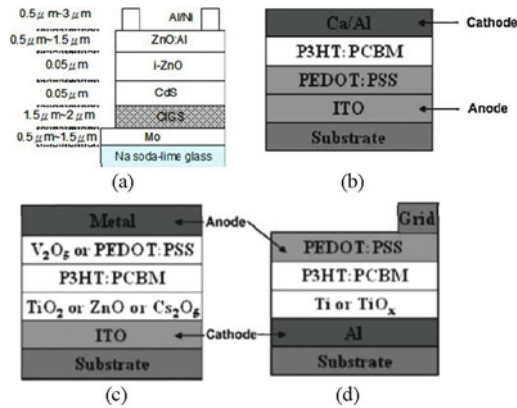 0.5μm~3μm
Al/Ni
0.5μm~1.5μm
ZnO:Al
0.05μm
i-ZnO
0.05μm
CdS
1.5μm~2μm
CIGS
0.5μm~1.5μm
Mo
Na soda-lime glass
(a)
Ca/Al
Cathode
P3HT:PCBM
PEDOT:PSS
ITO
Anode
Substrate
(b)
Metal
Anode
V₂O₅ or PEDOT:PSS
P3HT:PCBM
TiO₂ or ZnO or Cs₂O₅
ITO
Cathode
Substrate
(c)
Grid
PEDOT:PSS
P3HT:PCBM
Ti or TiOₓ
Al
Substrate
(d)